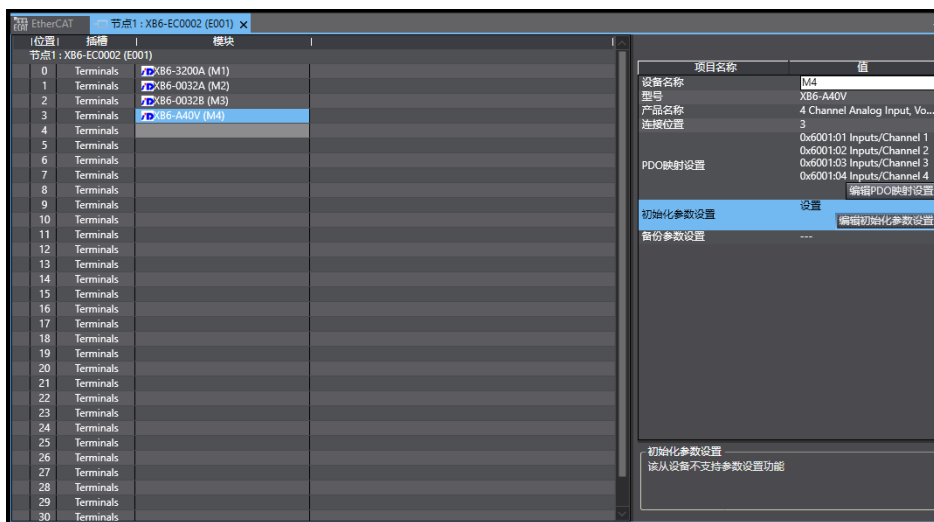 EtherCAT
节点1 : XB6-EC0002 (E001) ×
位置 插槽 模块
节点1 : XB6-EC0002 (E001)
0 Terminals XB6-3200A (M1)
1 Terminals XB6-0032A (M2)
2 Terminals XB6-0032B (M3)
3 Terminals XB6-A40V (M4)
4 Terminals
5 Terminals
6 Terminals
7 Terminals
8 Terminals
9 Terminals
10 Terminals
11 Terminals
12 Terminals
13 Terminals
14 Terminals
15 Terminals
16 Terminals
17 Terminals
18 Terminals
19 Terminals
20 Terminals
21 Terminals
22 Terminals
23 Terminals
24 Terminals
25 Terminals
26 Terminals
27 Terminals
28 Terminals
29 Terminals
30 Terminals
项目名称 值
设备名称 M4
型号 XB6-A40V
产品名称 4 Channel Analog Input, Vo...
连接位置 3
PDO映射设置
0x6001:01 Inputs/Channel 1
0x6001:02 Inputs/Channel 2
0x6001:03 Inputs/Channel 3
0x6001:04 Inputs/Channel 4
编辑PDO映射设置
初始化参数设置 设置
编辑初始化参数设置
备份参数设置 ---
初始化参数设置
该从设备不支持参数设置功能